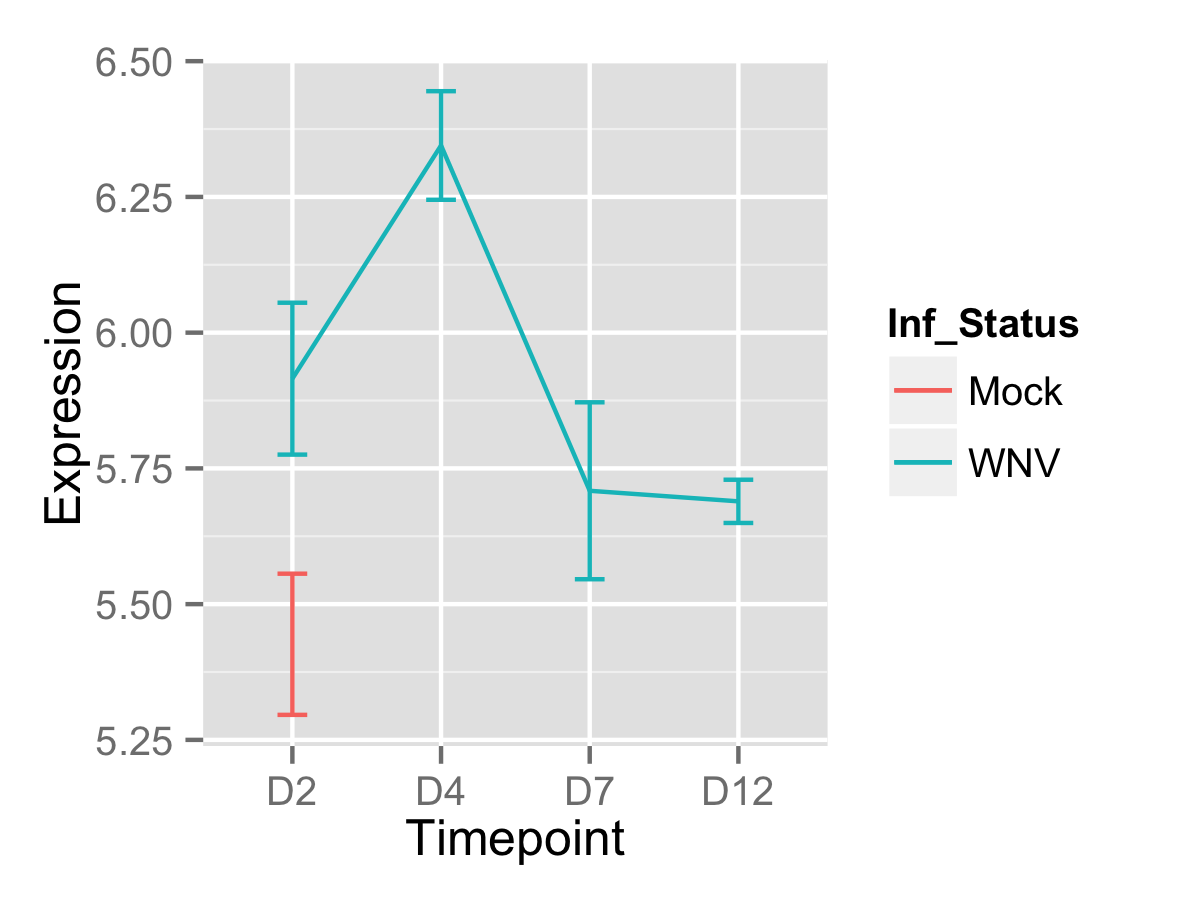 6.50
6.25
6.00
5.75
5.50
5.25
Expression
D2 D4 D7 D12
Timepoint
Inf_Status
Mock
WNV